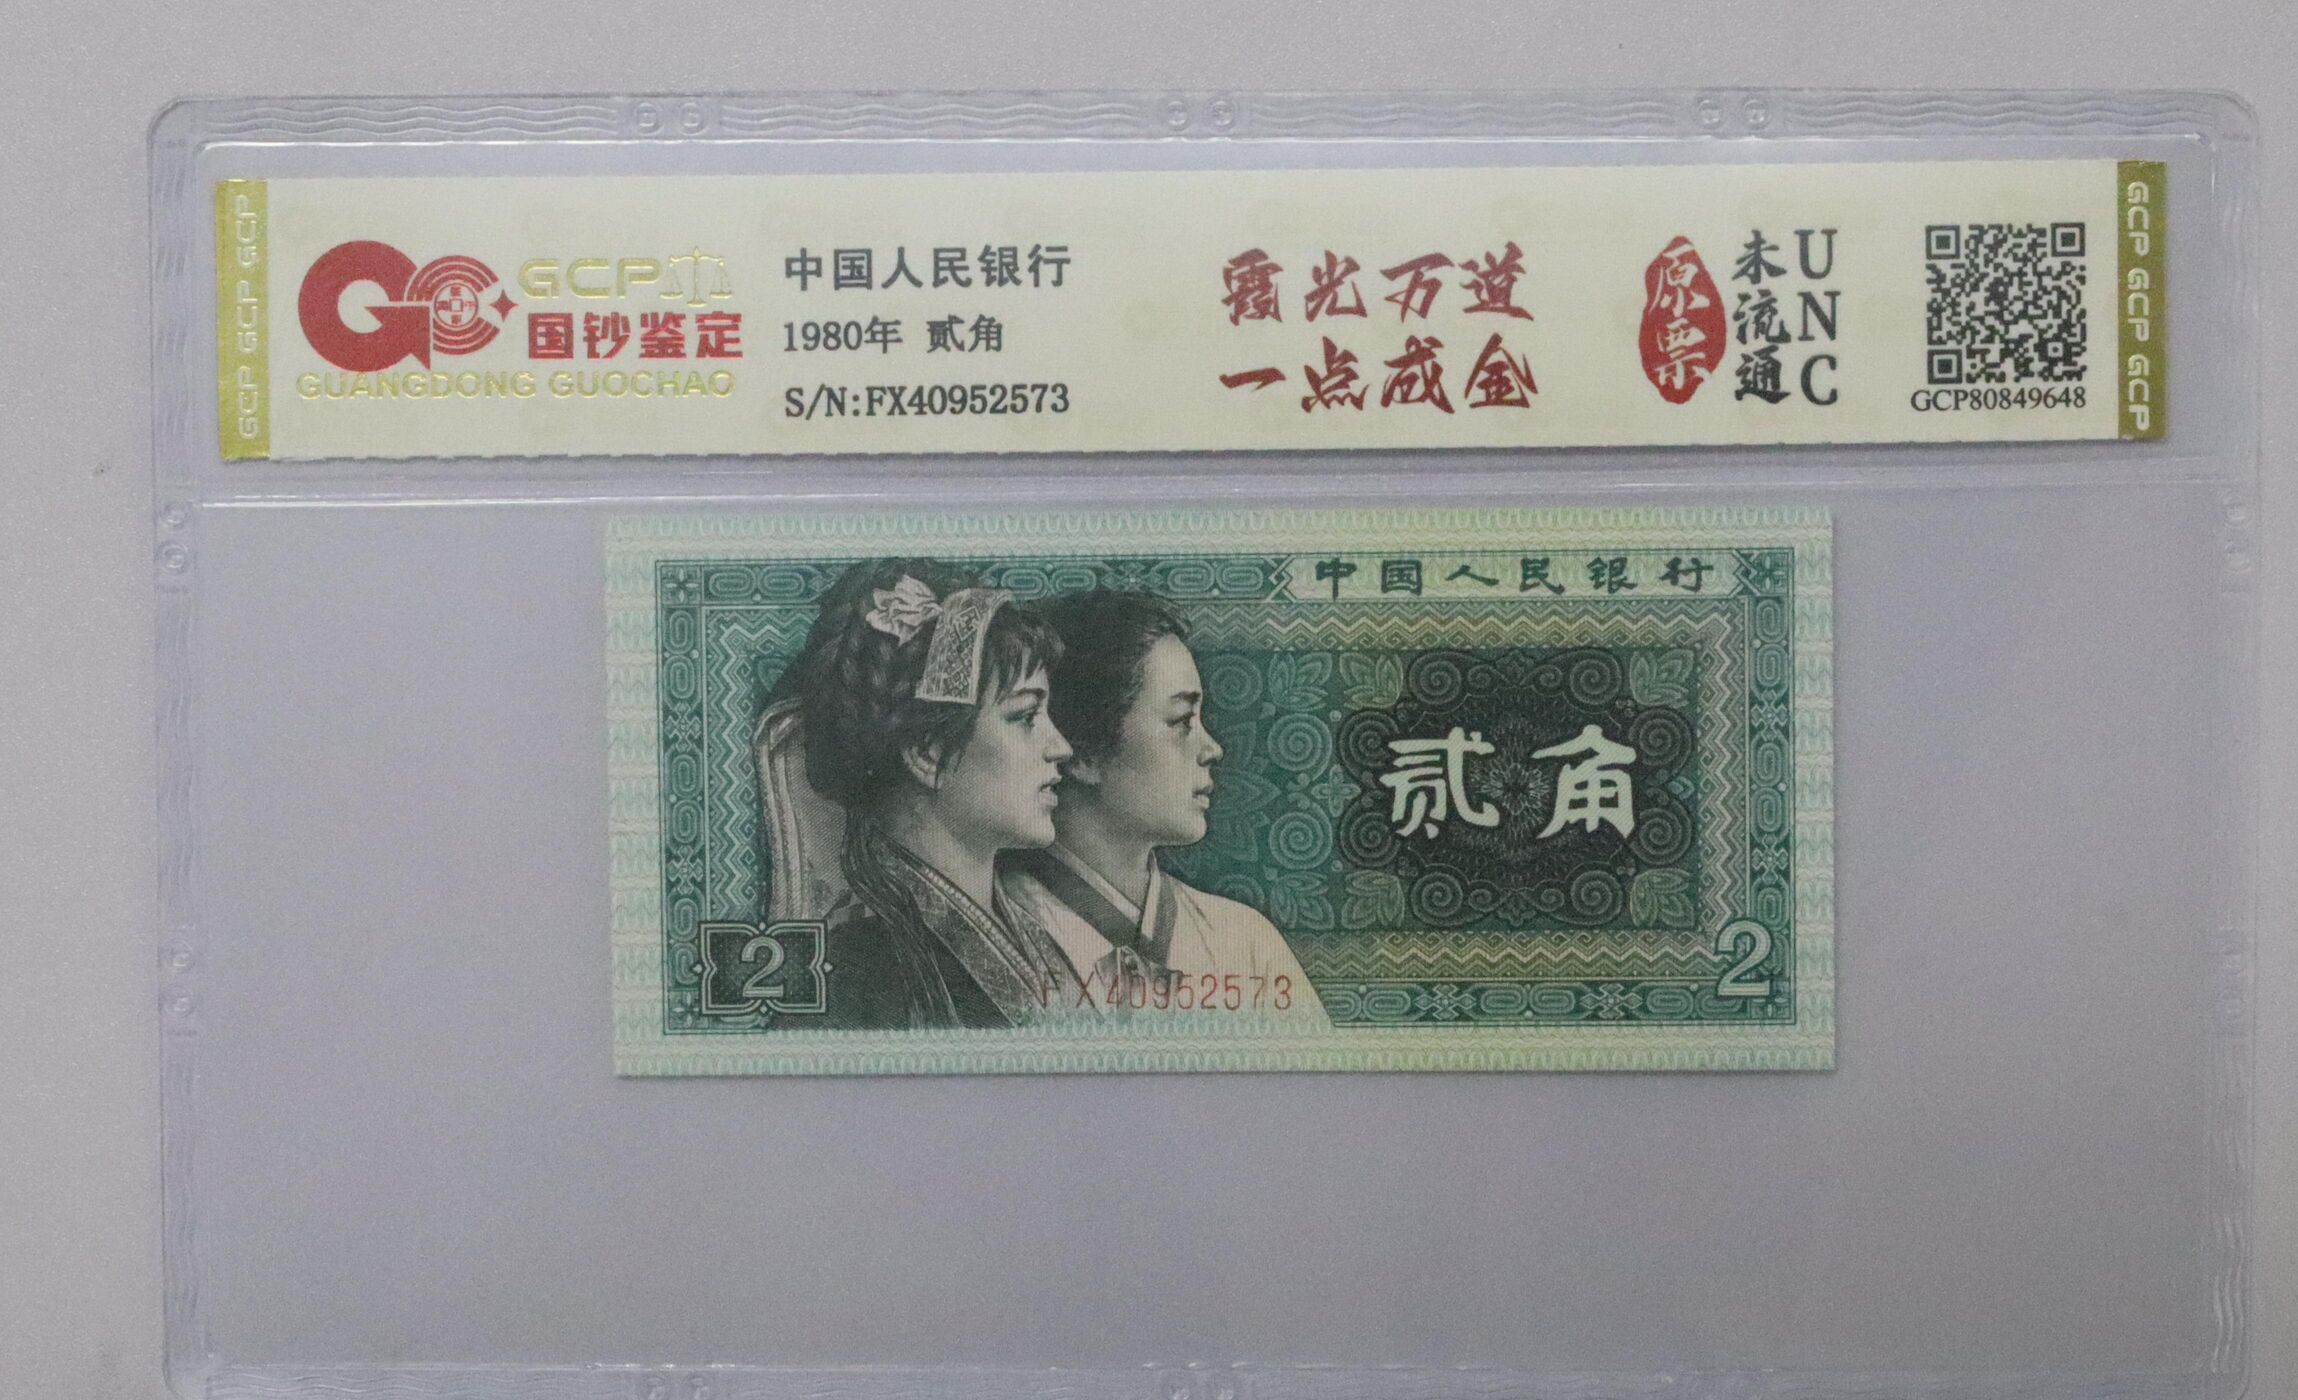 GCP GCP GCP
GCP
国钞鉴定
GUANGDONG GUOCHAO
中国人民银行
1980年 贰角
S/N:FX40952573
霞光万道
一点成金
原票
未流通
UNC
GCP80849648
GCP GCP GCP
中国人民银行
贰角
2
2
FX40952573